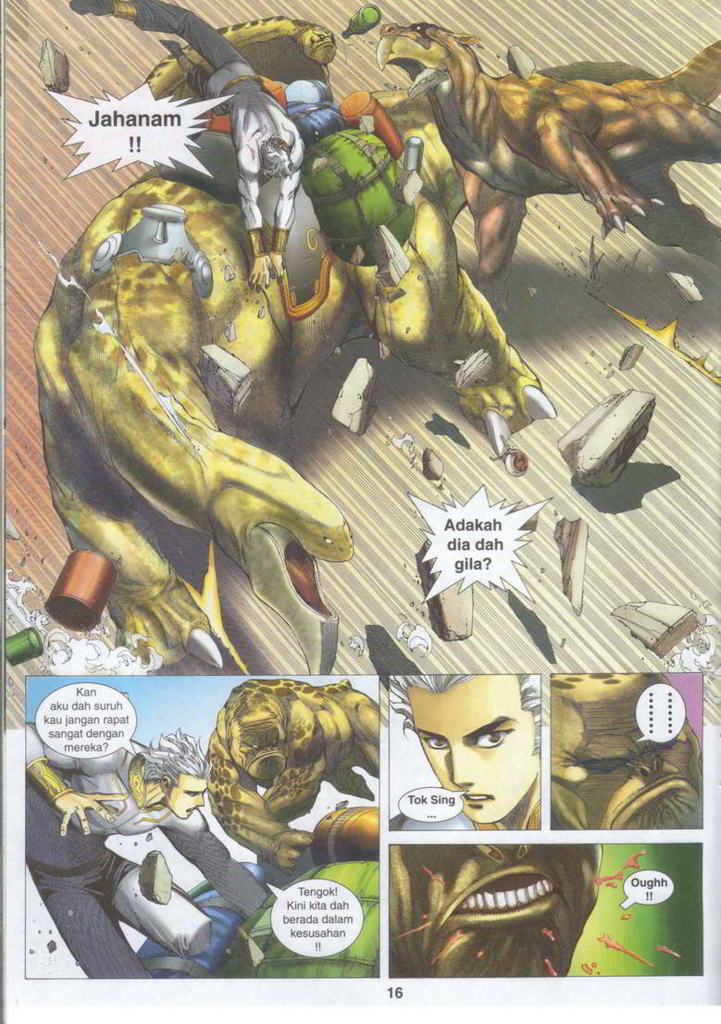 Jahanam
!!
Adakah
dia dah
gila?
Kan
aku dah suruh
kau jangan rapat
sangat dengan
mereka?
Tengok!
Kini kita dah
berada dalam
kesusahan
!!
Tok Sing
...
Oughh
!!
16